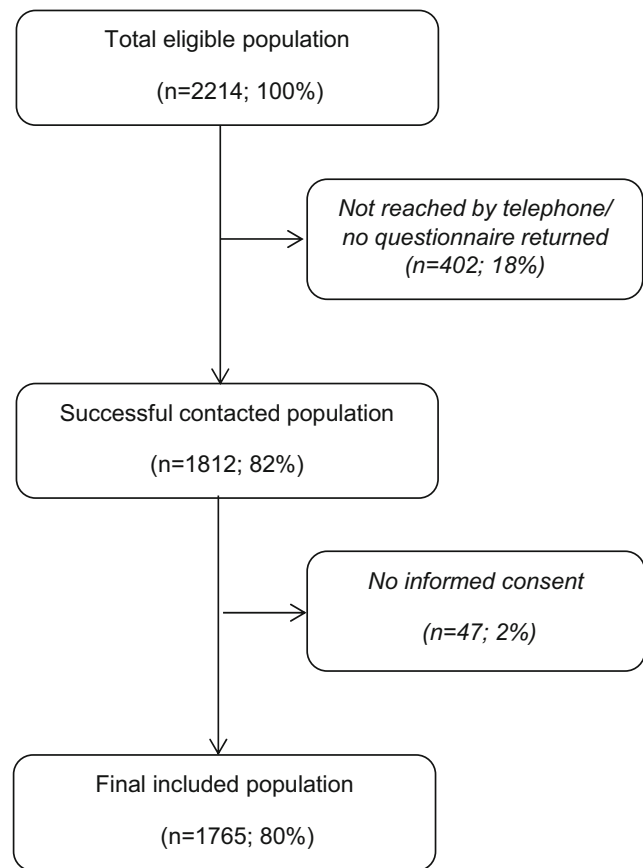 Total eligible population
(n=2214; 100%)
Not reached by telephone/
no questionnaire returned
(n=402; 18%)
Successful contacted population
(n=1812; 82%)
No informed consent
(n=47; 2%)
Final included population
(n=1765; 80%)